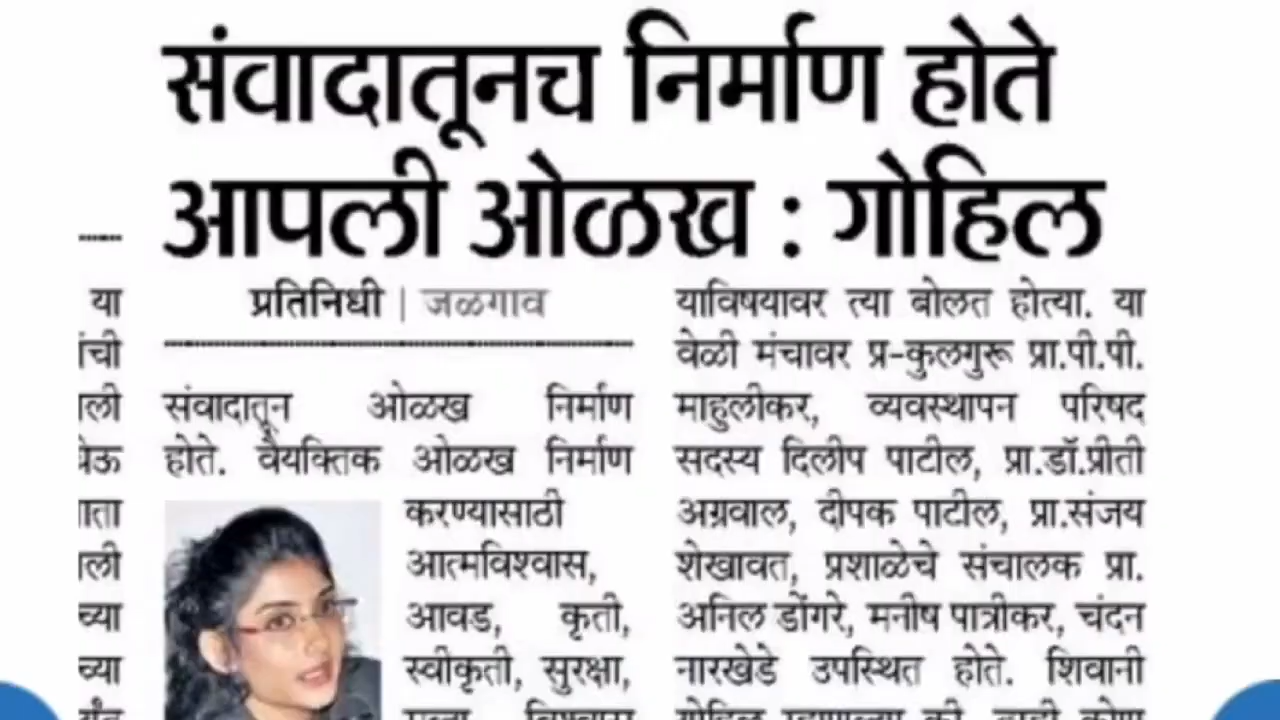 संवादातूनच निर्माण होते
आपली ओळख : गोहिल
प्रतिनिधी | जळगाव
संवादातून ओळख निर्माण
होते. वैयक्तिक ओळख निर्माण
करण्यासाठी
आत्मविश्वास,
आवड, कृती,
स्वीकृती, सुरक्षा,
याविषयावर त्या बोलत होत्या. या
वेळी मंचावर प्र-कुलगुरू प्रा.पी.पी.
माहुलीकर, व्यवस्थापन परिषद
सदस्य दिलीप पाटील, प्रा.डॉ.प्रीती
अग्रवाल, दीपक पाटील, प्रा.संजय
शेखावत, प्रशाळेचे संचालक प्रा.
अनिल डोंगरे, मनीष पात्रीकर, चंदन
नारखेडे उपस्थित होते. शिवानी
या